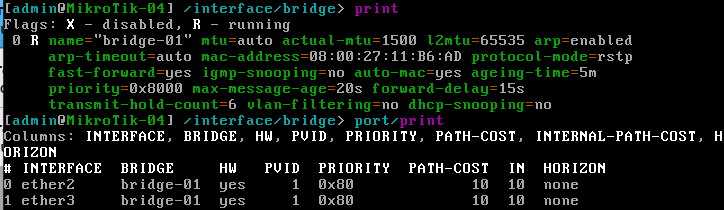 [admin@MikroTik-04] /interface/bridge> print
Flags: X - disabled, R - running
 0 R name="bridge-01" mtu=auto actual-mtu=1500 l2mtu=65535 arp=enabled
     arp-timeout=auto mac-address=08:00:27:11:B6:AD protocol-mode=rstp
     fast-forward=yes igmp-snooping=no auto-mac=yes ageing-time=5m
     priority=0x8000 max-message-age=20s forward-delay=15s
     transmit-hold-count=6 vlan-filtering=no dhcp-snooping=no
[admin@MikroTik-04] /interface/bridge> port/print
Columns: INTERFACE, BRIDGE, HW, PVID, PRIORITY, PATH-COST, INTERNAL-PATH-COST, H
ORIZON
# INTERFACE  BRIDGE     HW   PVID  PRIORITY  PATH-COST  IN  HORIZON
0 ether2     bridge-01  yes     1  0x80             10  10  none
1 ether3     bridge-01  yes     1  0x80             10  10  none